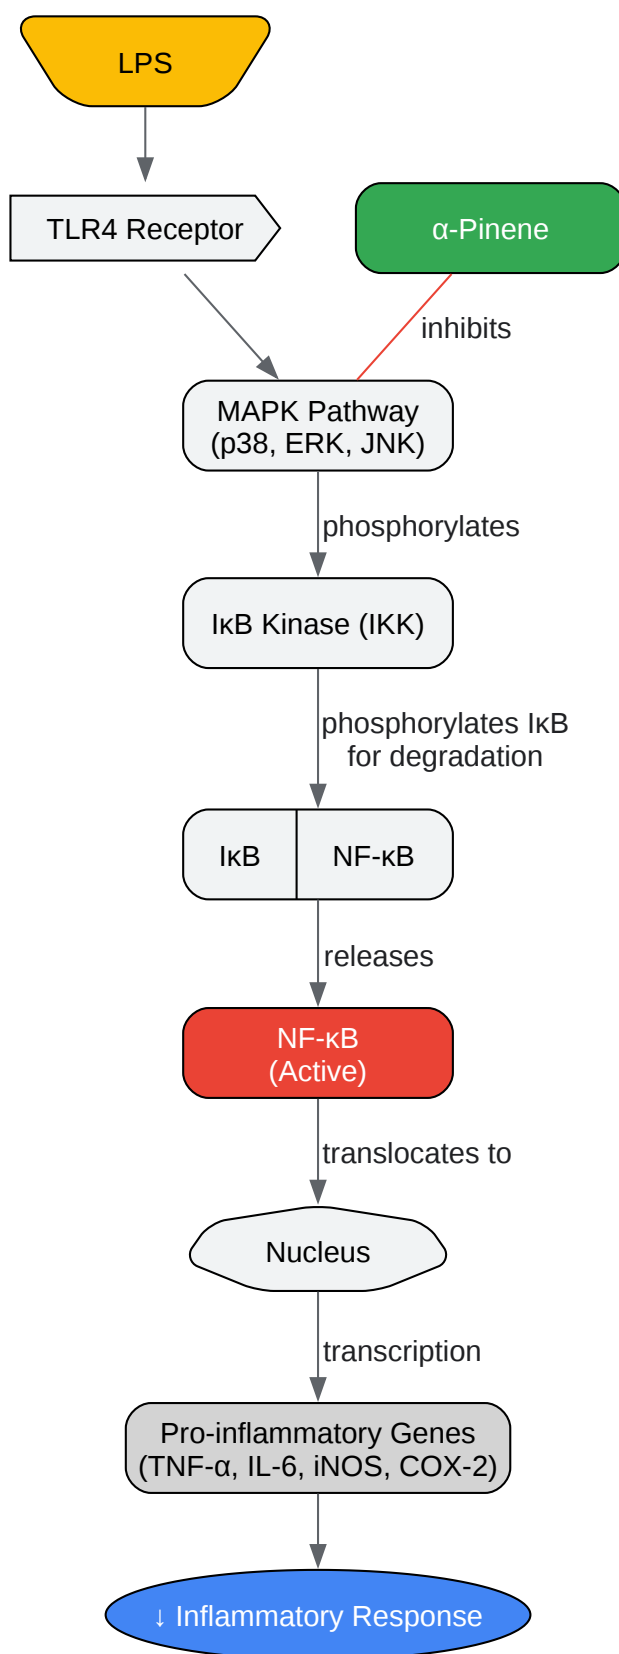 LPS
TLR4 Receptor
α-Pinene
inhibits
MAPK Pathway
(p38, ERK, JNK)
phosphorylates
IκB Kinase (IKK)
phosphorylates IκB
for degradation
IκB
NF-κB
releases
NF-κB
(Active)
translocates to
Nucleus
transcription
Pro-inflammatory Genes
(TNF-α, IL-6, iNOS, COX-2)
↓ Inflammatory Response